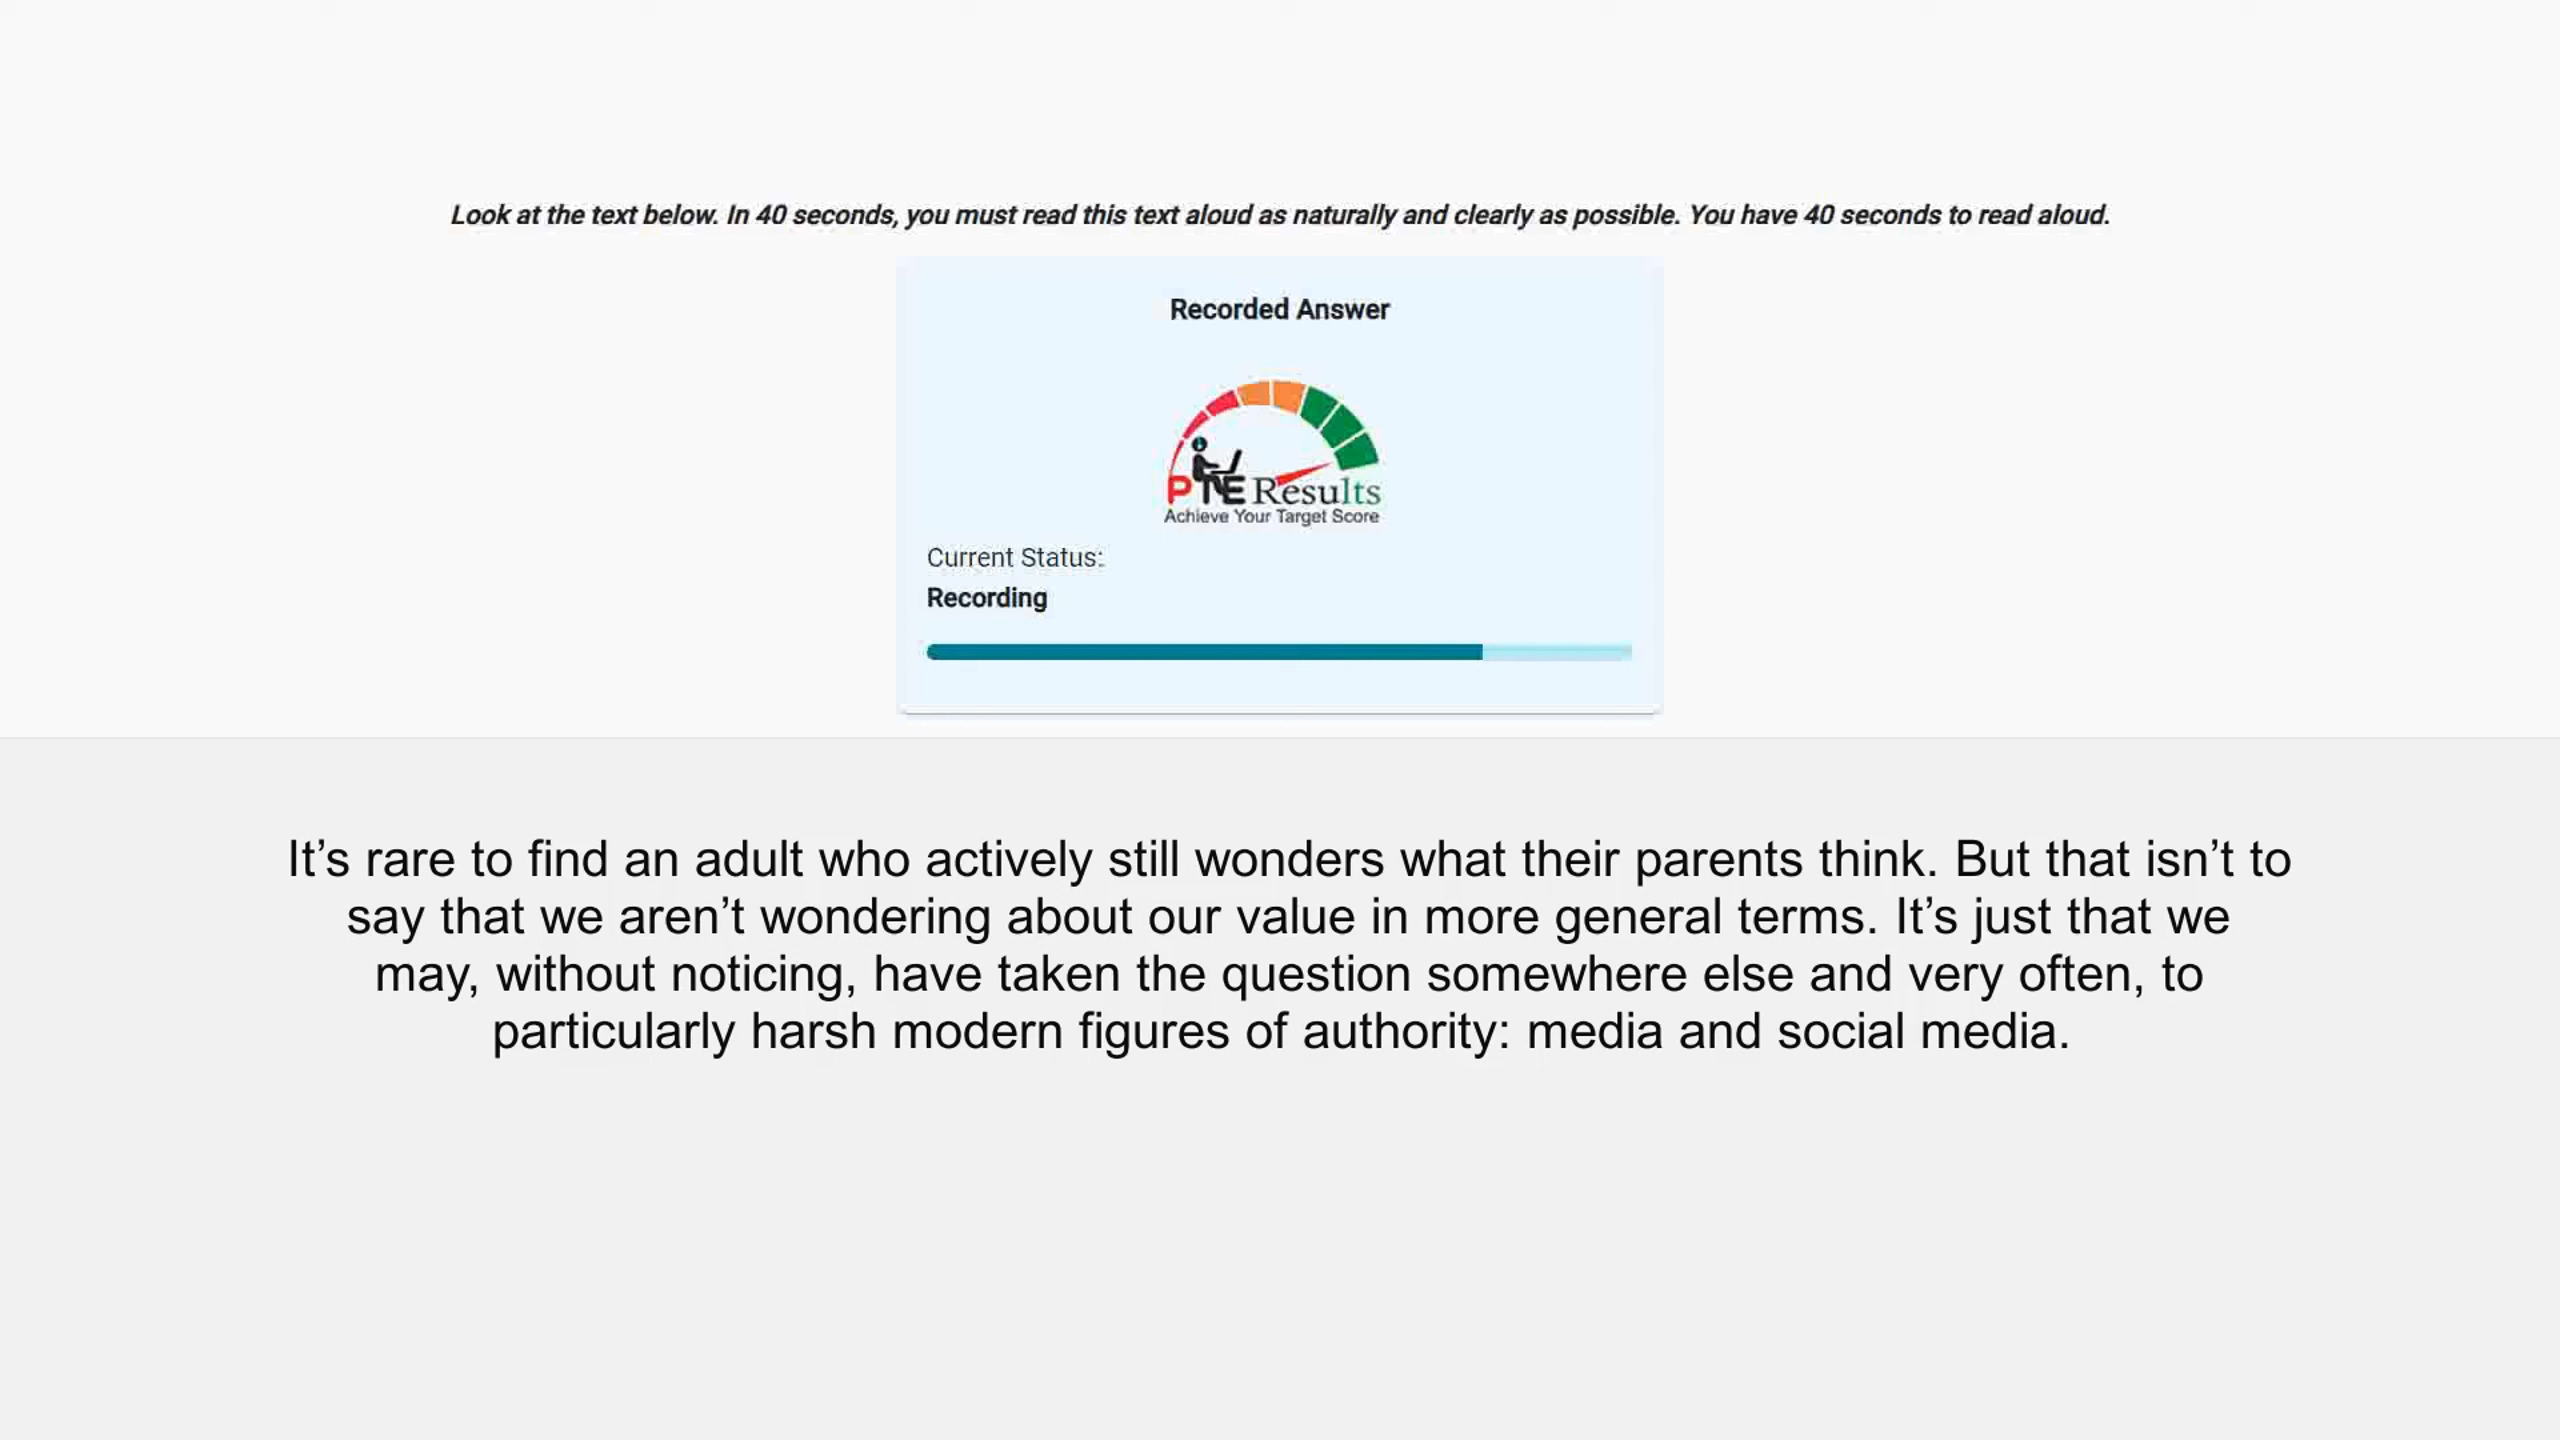 Look at the text below. In 40 seconds, you must read this text aloud as naturally and clearly as possible. You have 40 seconds to read aloud.
Recorded Answer
PTE Results
Achieve Your Target Score
Current Status:
Recording
It’s rare to find an adult who actively still wonders what their parents think. But that isn’t to
say that we aren’t wondering about our value in more general terms. It’s just that we
may, without noticing, have taken the question somewhere else and very often, to
particularly harsh modern figures of authority: media and social media.